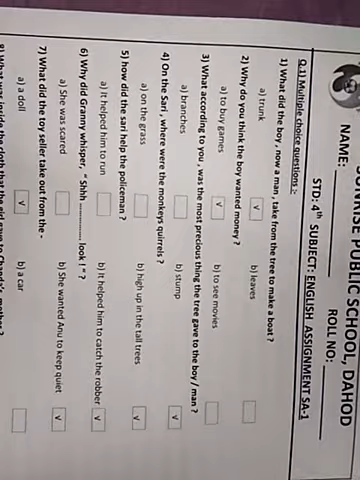 PUBLIC SCHOOL, DAHOD
NAME: ROLL NO:
STD: 4th SUBJECT: ENGLISH ASSIGNMENT SA-1
Q.1) Multiple choice questions :-
1) What did the boy , now a man , take from the tree to make a boat ?
a) trunk v b) leaves
2) Why do you think the boy wanted money ?
a) to buy games v b) to see movies
3) What according to you , was the most precious thing the tree gave to the boy / man ?
a) branches b) stump v
4) On the Sari , where were the monkeys quirrels ?
a) on the grass b) high up in the tall trees v
5) how did the sari help the policeman ?
a) It helped him to run b) It helped him to catch the robber v
6) Why did Granny whisper, " Shhh ............. look ! " ?
a) She was scared b) She wanted Anu to keep quiet v
7) What did the toy seller take out from the -
a) a doll v b) a car